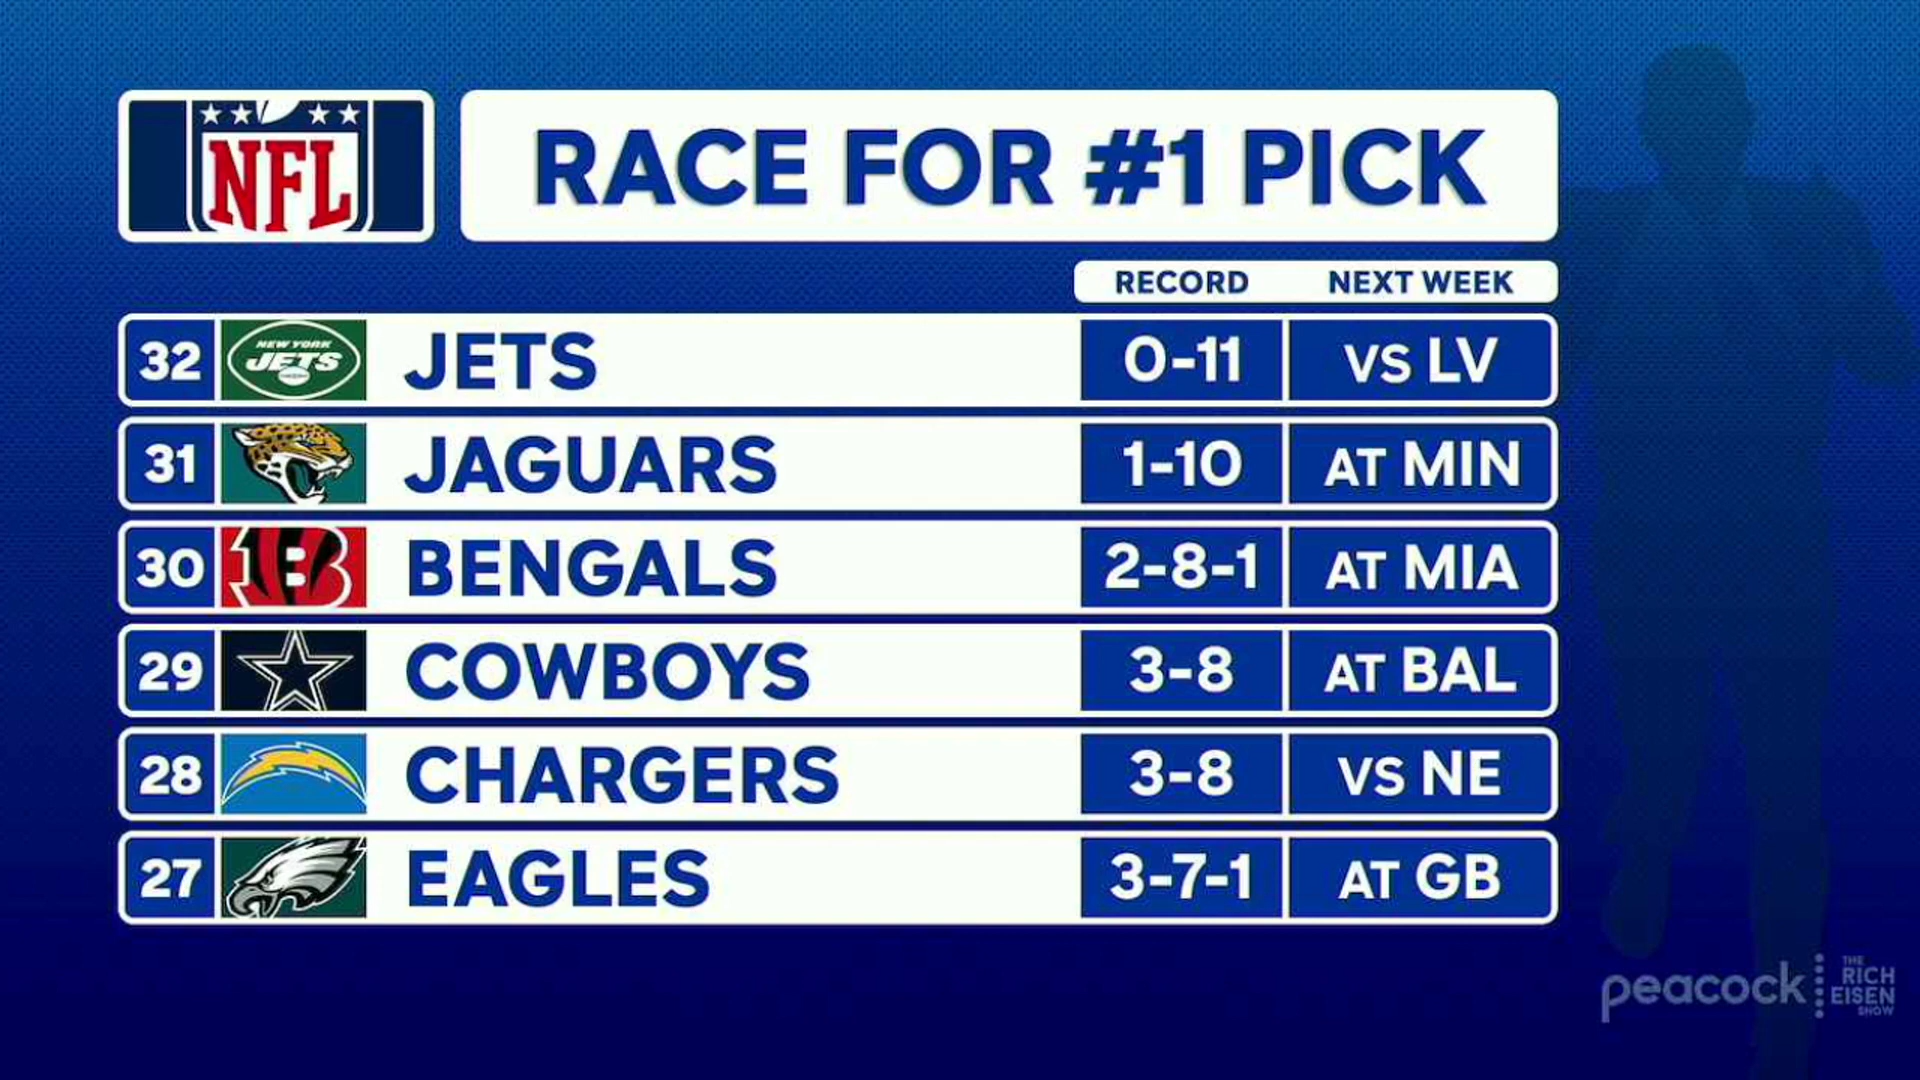 NFL
RACE FOR #1 PICK
RECORD NEXT WEEK
32 NEW YORK JETS JETS 0-11 VS LV
31 JAGUARS 1-10 AT MIN
30 B BENGALS 2-8-1 AT MIA
29 COWBOYS 3-8 AT BAL
28 CHARGERS 3-8 VS NE
27 EAGLES 3-7-1 AT GB
peacock
THE
RICH
EISEN
SHOW